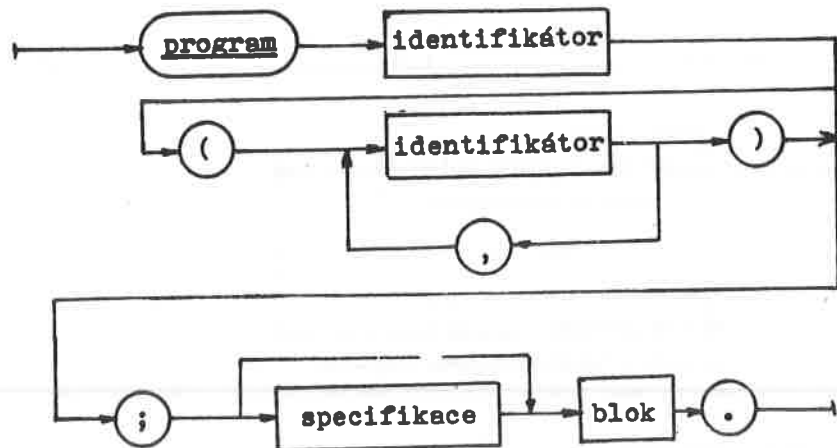 program identifikátor
( identifikátor )
,
; specifikace blok .